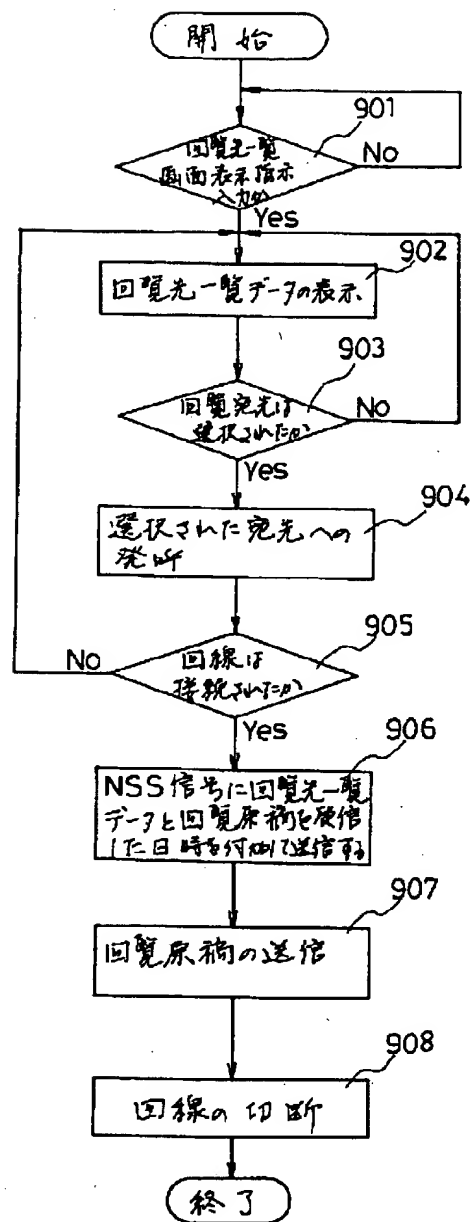 開始
901
回覧先一覧
画面表示指示
入力か
No
Yes
902
回覧先一覧データの表示
903
回覧宛先は
選択されたか
No
Yes
904
選択された宛先への
発呼
905
回線は
接続されたか
No
Yes
906
NSS信号に回覧先一覧
データと回覧原稿を受信
した日時を付加して送信する
907
回覧原稿の送信
908
回線の切断
終了